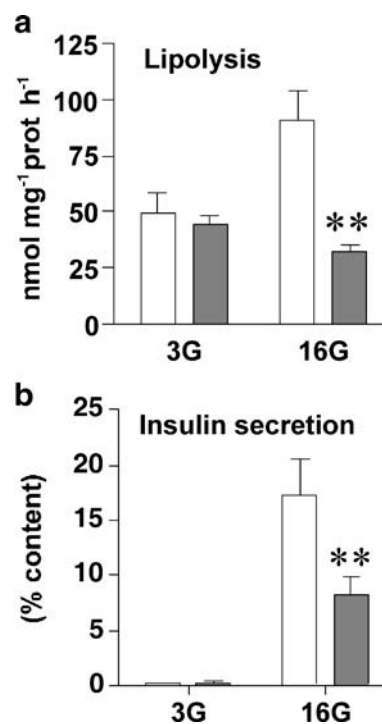 a
Lipolysis
nmol mg⁻¹ prot h⁻¹
125
100
75
50
25
0
**
3G 16G
b
Insulin secretion
(% content)
25
20
15
10
5
0
**
3G 16G